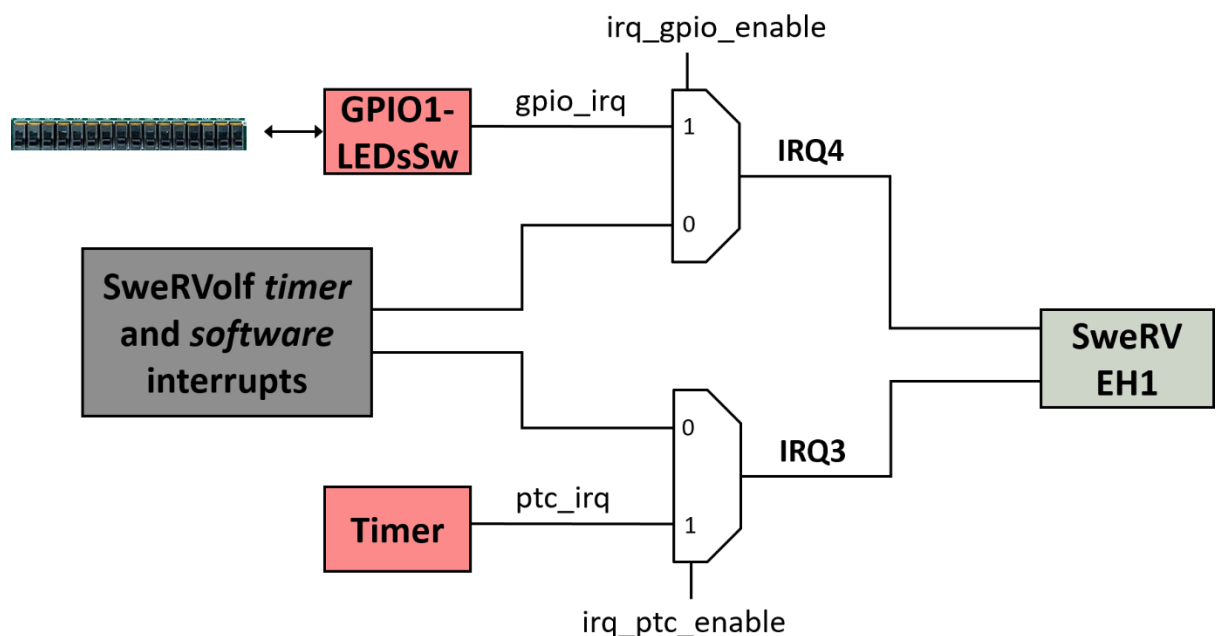 irq_gpio_enable
GPIO1-
LEDsSw
gpio_irq
1
IRQ4
0
SweRVolf timer
and software
interrupts
SweRV
EH1
0
IRQ3
Timer
ptc_irq
1
irq_ptc_enable